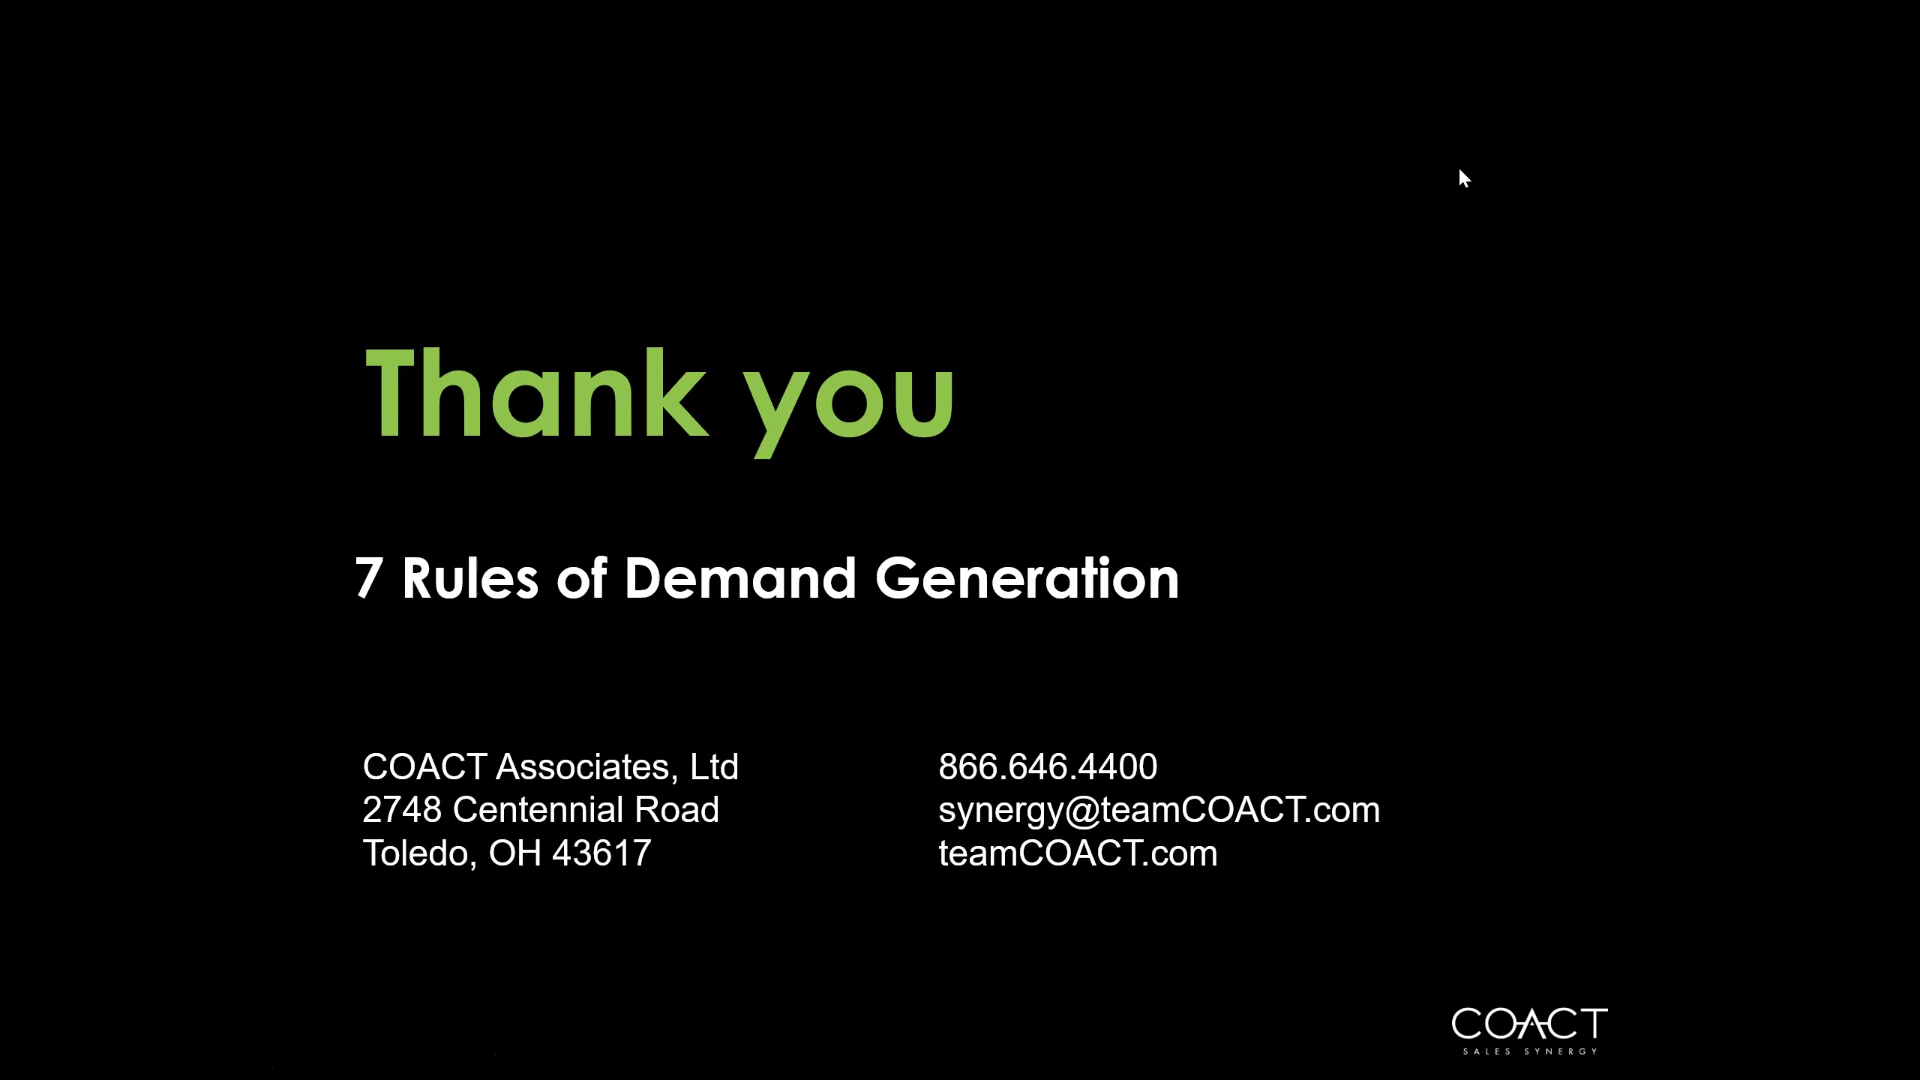 Thank you
7 Rules of Demand Generation
COACT Associates, Ltd
2748 Centennial Road
Toledo, OH 43617
866.646.4400
synergy@teamCOACT.com
teamCOACT.com
COACT
SALES SYNERGY